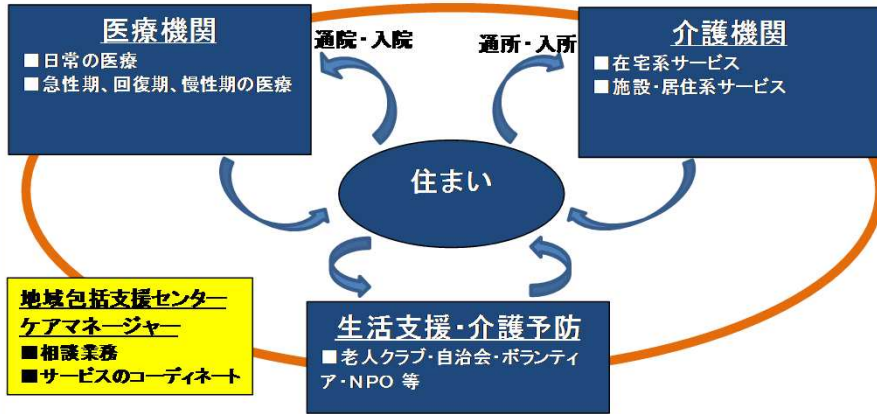 医療機関
■日常の医療
■急性期、回復期、慢性期の医療
通院・入院
通所・入所
介護機関
■在宅系サービス
■施設・居住系サービス
住まい
地域包括支援センター
ケアマネージャー
■相談業務
■サービスのコーディネート
生活支援・介護予防
■老人クラブ・自治会・ボランティ
ア・NPO 等